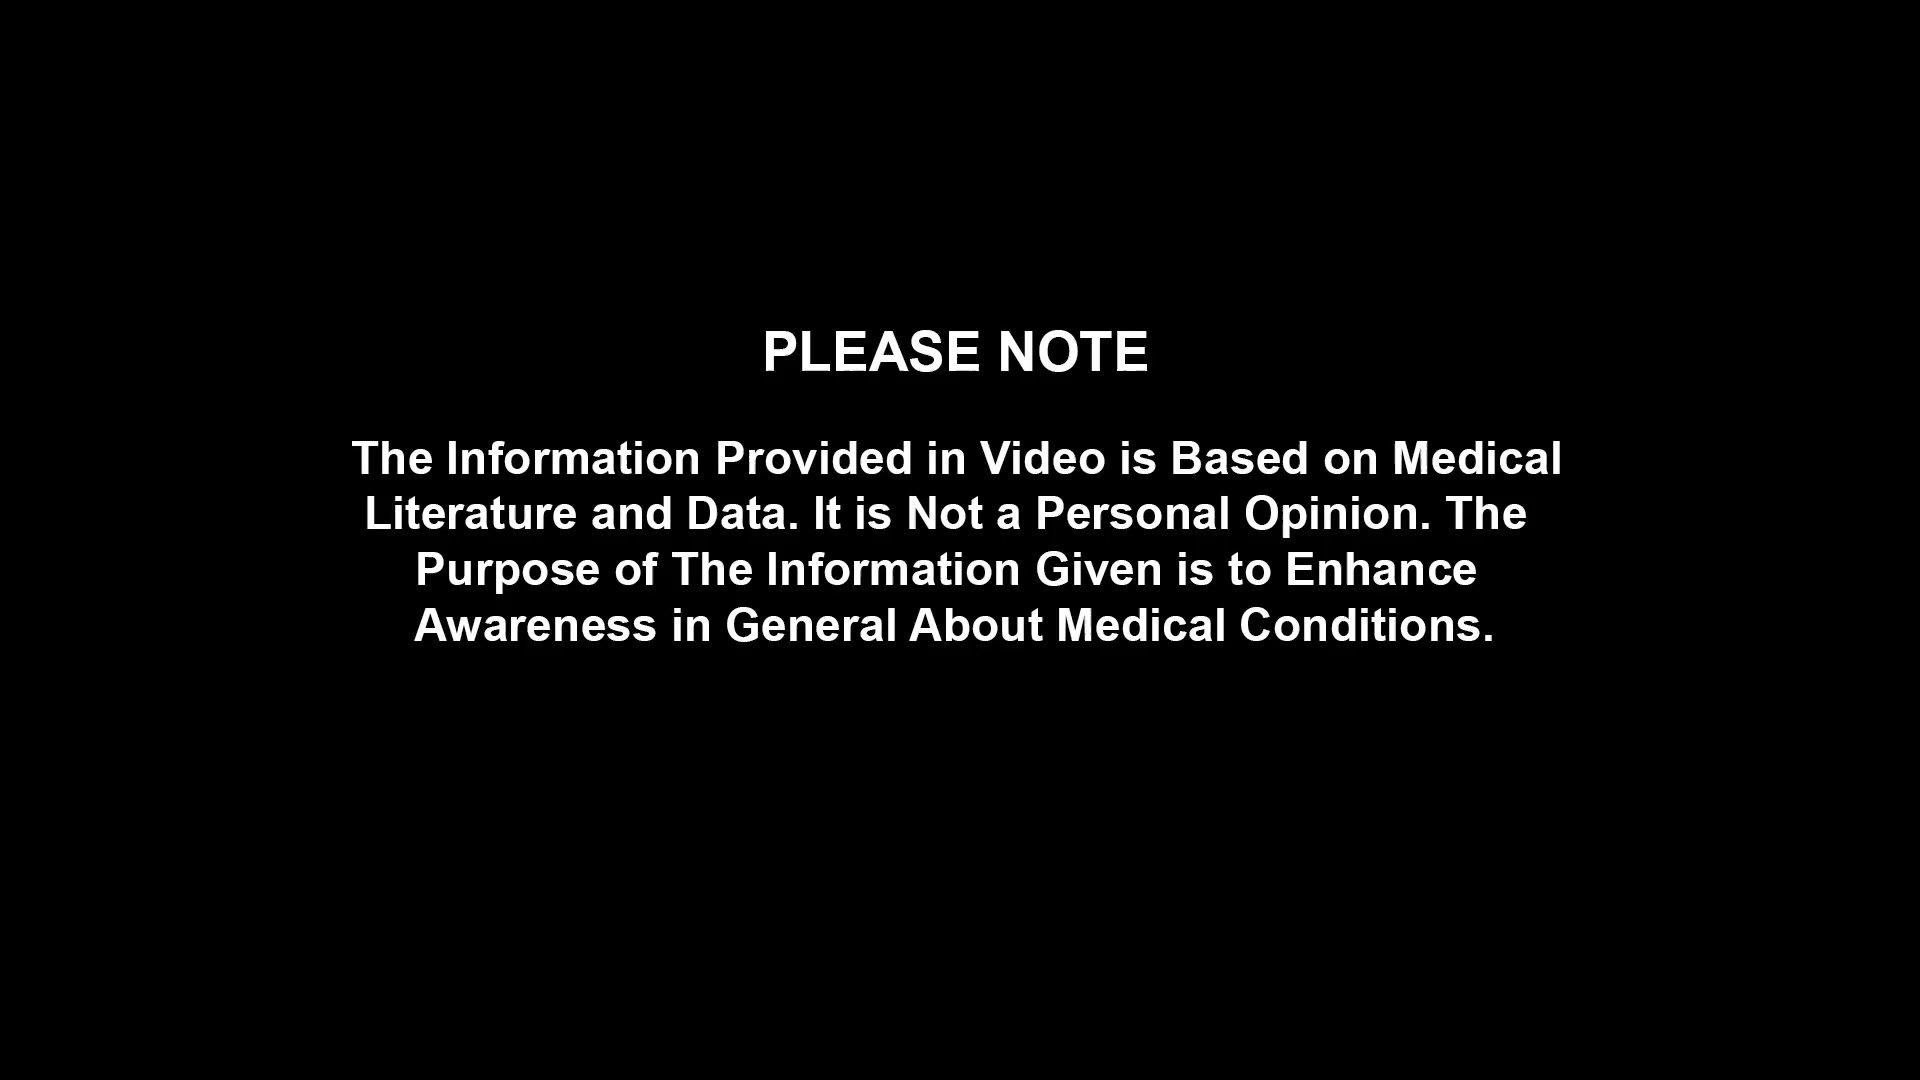 PLEASE NOTE
The Information Provided in Video is Based on Medical
Literature and Data. It is Not a Personal Opinion. The
Purpose of The Information Given is to Enhance
Awareness in General About Medical Conditions.